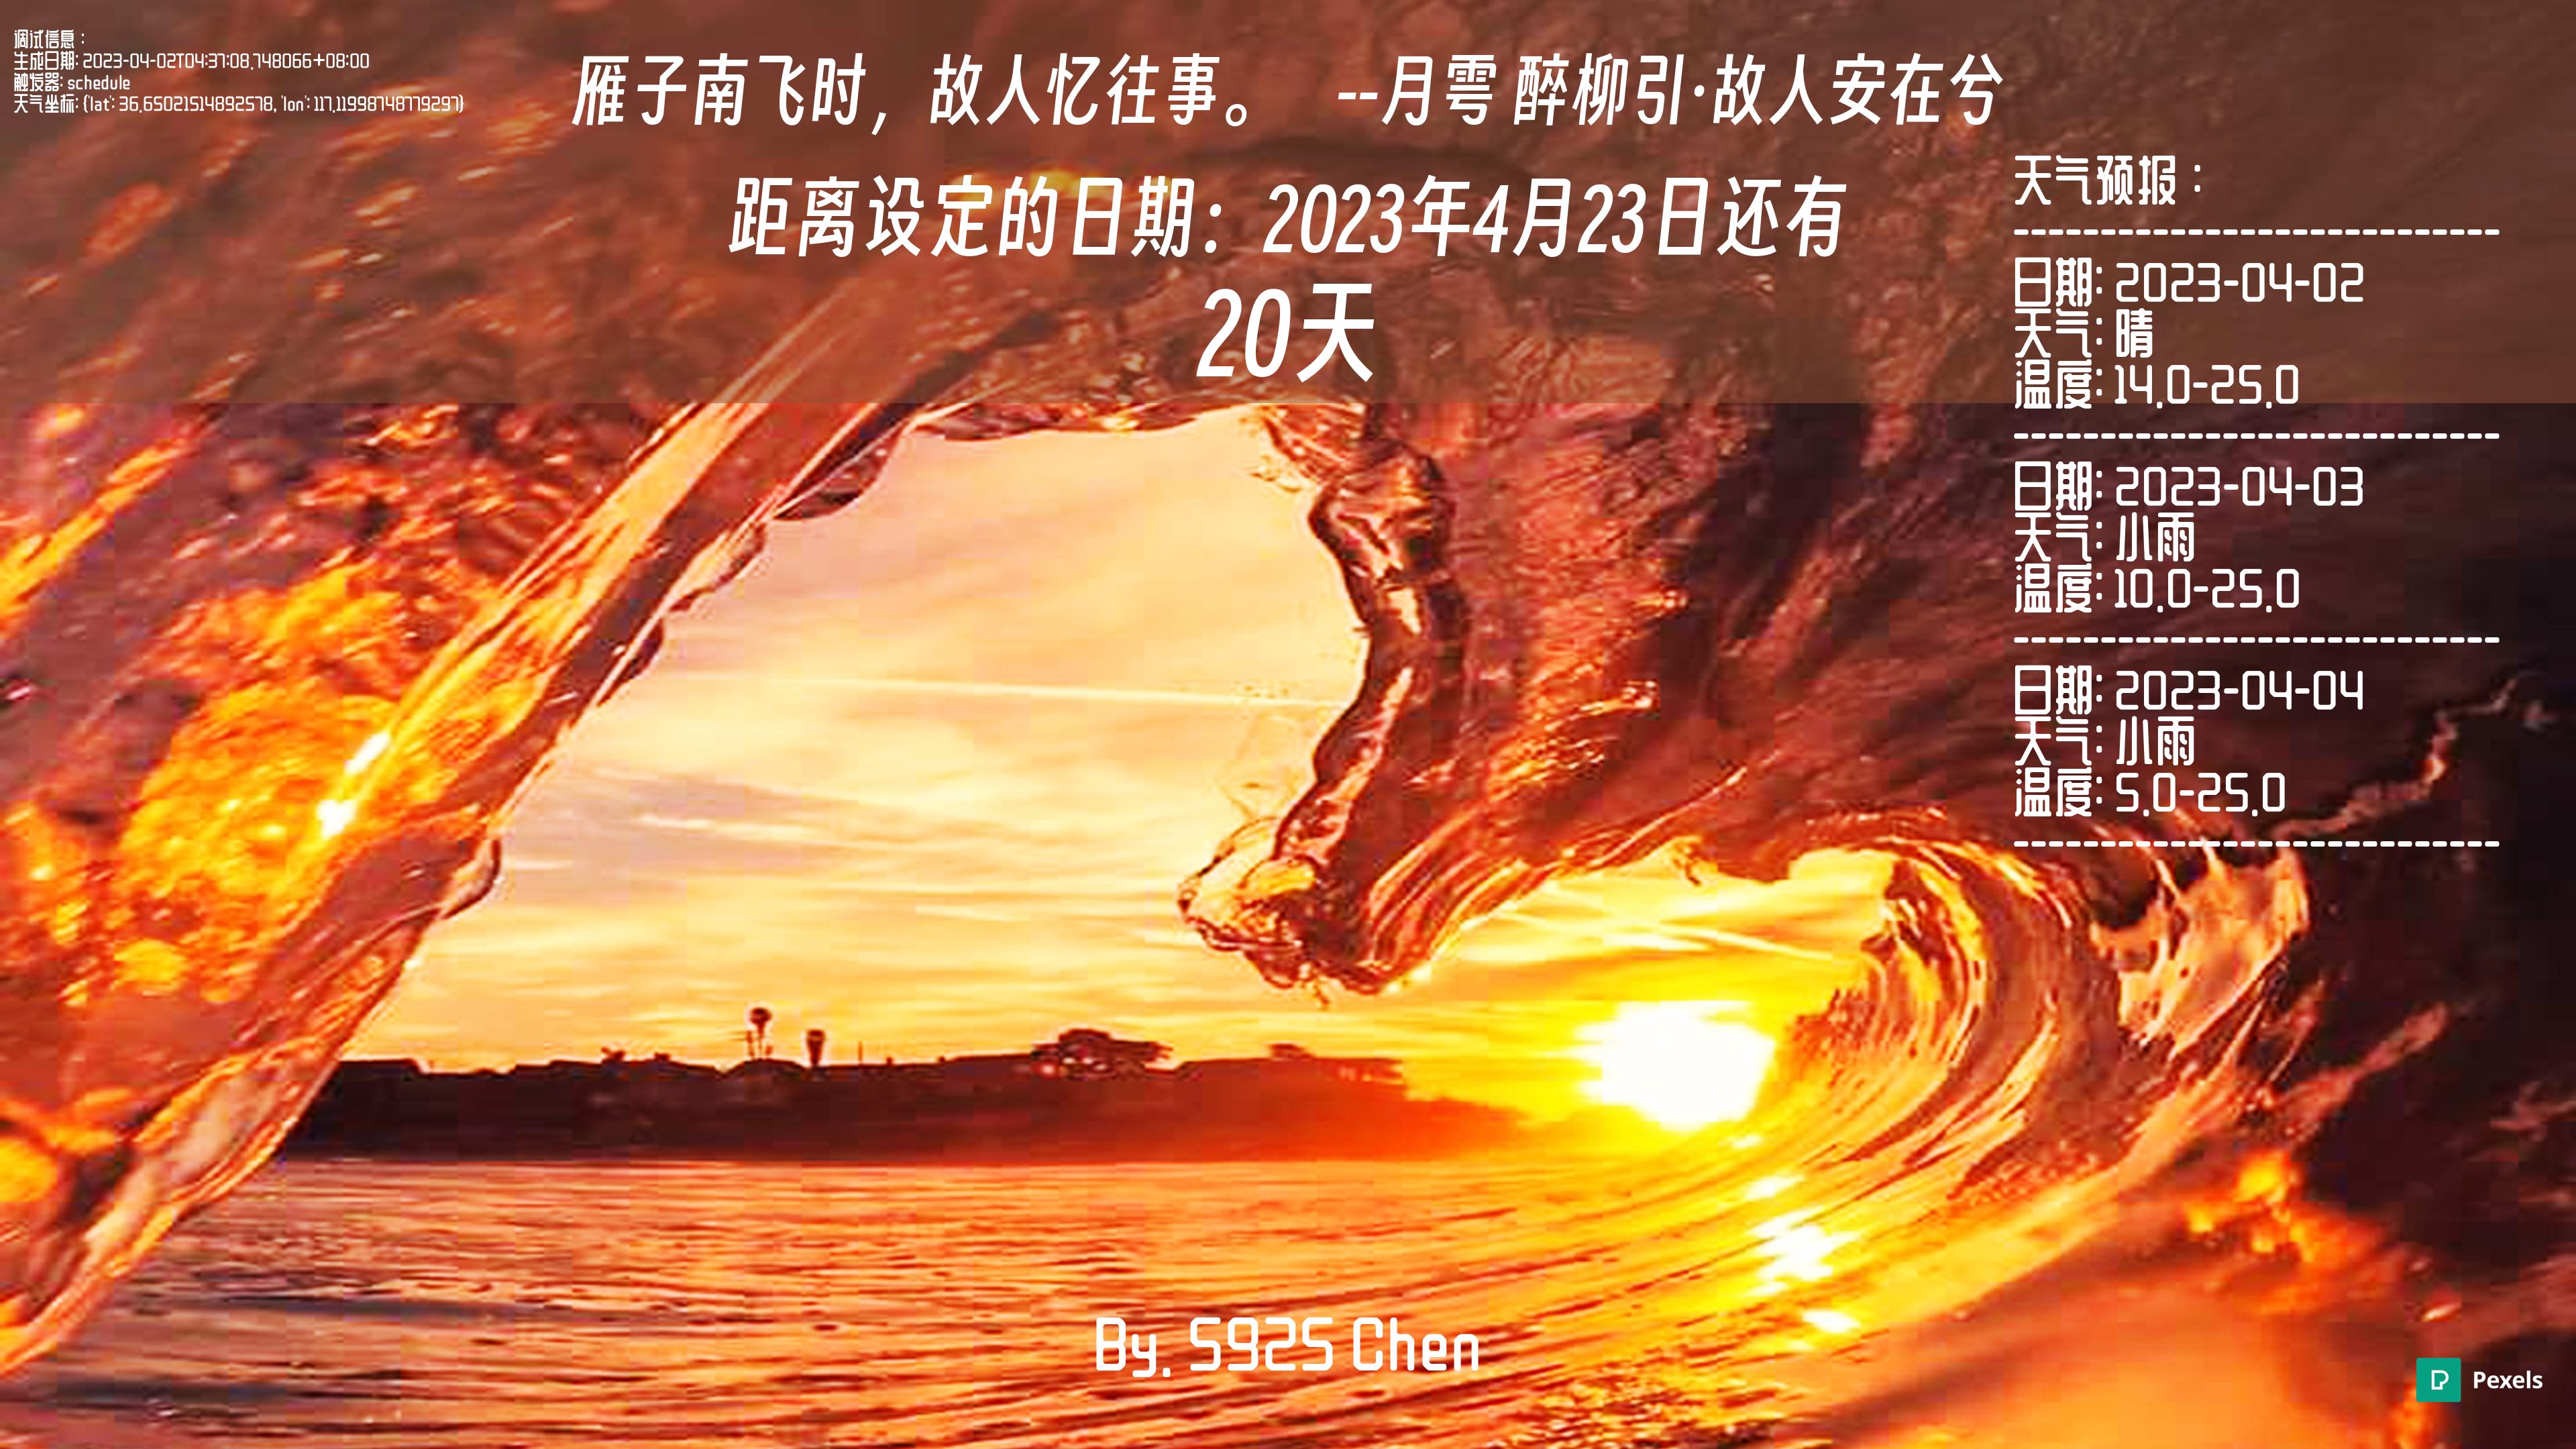 调试信息：
生成日期: 2023-04-02T04:37:08.748066+08:00
触发器: schedule
天气坐标: {'lat': 36.65021514892578, 'lon': 117.11998748779297}
雁子南飞时，故人忆往事。 --月雩 醉柳引·故人安在兮
距离设定的日期：2023年4月23日还有
20天
天气预报：
----------------------------
日期: 2023-04-02
天气: 晴
温度: 14.0-25.0
----------------------------
日期: 2023-04-03
天气: 小雨
温度: 10.0-25.0
----------------------------
日期: 2023-04-04
天气: 小雨
温度: 5.0-25.0
----------------------------
By. S92S Chen
Pexels